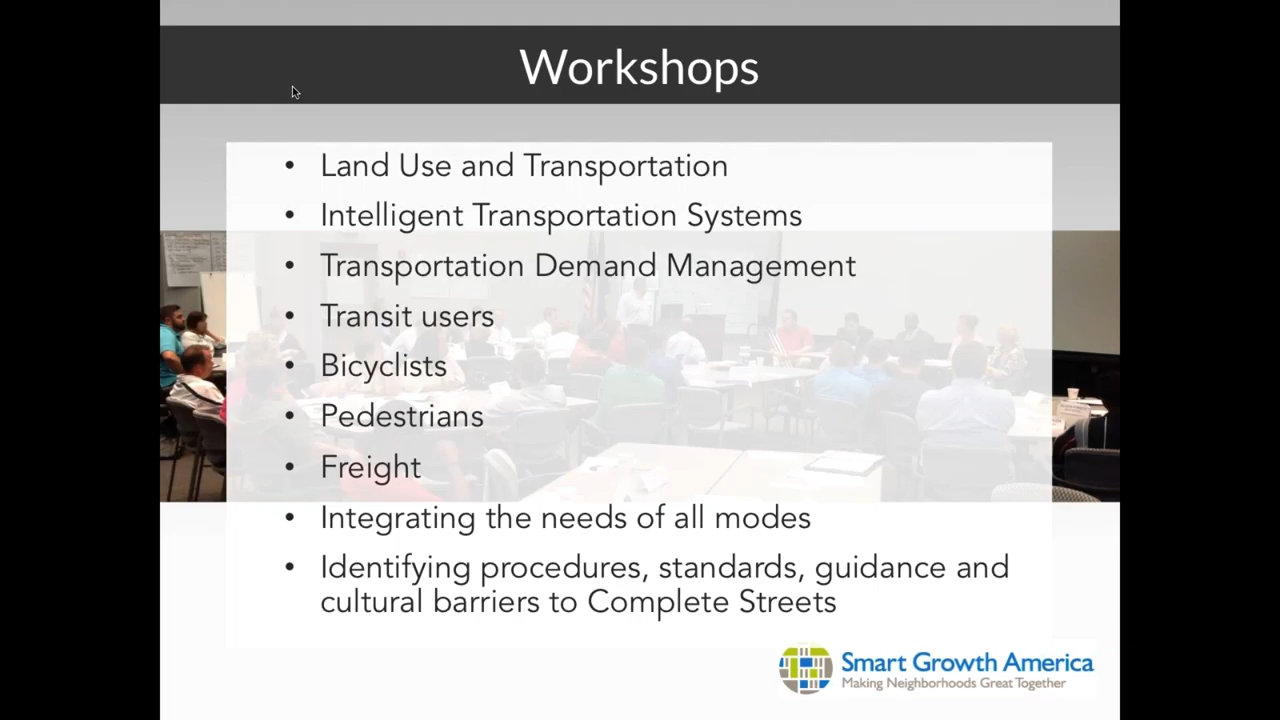 Workshops
• Land Use and Transportation
• Intelligent Transportation Systems
• Transportation Demand Management
• Transit users
• Bicyclists
• Pedestrians
• Freight
• Integrating the needs of all modes
• Identifying procedures, standards, guidance and
cultural barriers to Complete Streets
Smart Growth America
Making Neighborhoods Great Together